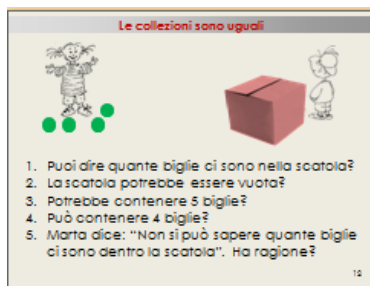 Le collezioni sono uguali
1. Puoi dire quante biglie ci sono nella scatola?
2. La scatola potrebbe essere vuota?
3. Potrebbe contenere 5 biglie?
4. Può contenere 4 biglie?
5. Marta dice: “Non si può sapere quante biglie
ci sono dentro la scatola”. Ha ragione?
12